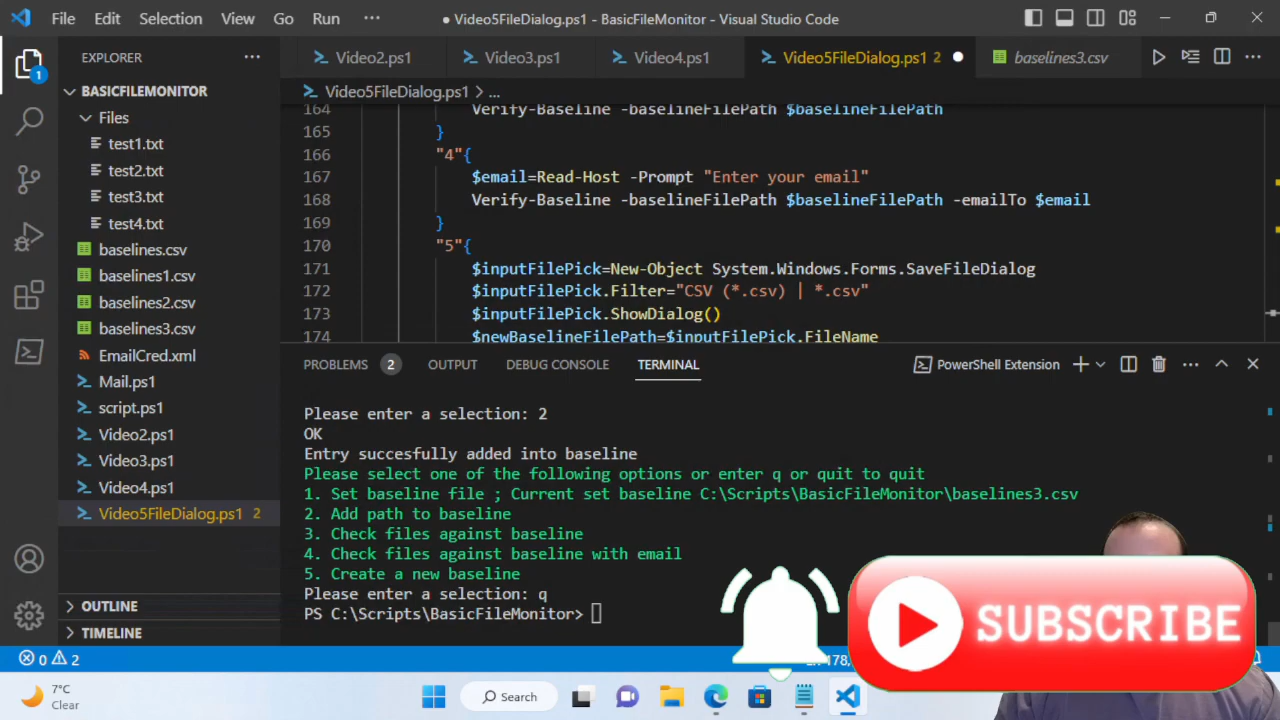 File Edit Selection View Go Run ··· ● Video5FileDialog.ps1 - BasicFileMonitor - Visual Studio Code
EXPLORER ···
1
BASICFILEMONITOR
Files
test1.txt
test2.txt
test3.txt
test4.txt
baselines.csv
baselines1.csv
baselines2.csv
baselines3.csv
EmailCred.xml
Mail.ps1
script.ps1
Video2.ps1
Video3.ps1
Video4.ps1
Video5FileDialog.ps1 2
OUTLINE
TIMELINE
Video2.ps1 Video3.ps1 Video4.ps1 Video5FileDialog.ps1 2 ● baselines3.csv
Video5FileDialog.ps1 > ...
164 Verify-Baseline -baselineFilePath $baselineFilePath
165 }
166 "4"{
167 $email=Read-Host -Prompt "Enter your email"
168 Verify-Baseline -baselineFilePath $baselineFilePath -emailTo $email
169 }
170 "5"{
171 $inputFilePick=New-Object System.Windows.Forms.SaveFileDialog
172 $inputFilePick.Filter="CSV (*.csv) | *.csv"
173 $inputFilePick.ShowDialog()
174 $newBaselineFilePath=$inputFilePick.FileName
PROBLEMS 2 OUTPUT DEBUG CONSOLE TERMINAL PowerShell Extension
Please enter a selection: 2
OK
Entry succesfully added into baseline
Please select one of the following options or enter q or quit to quit
1. Set baseline file ; Current set baseline C:\Scripts\BasicFileMonitor\baselines3.csv
2. Add path to baseline
3. Check files against baseline
4. Check files against baseline with email
5. Create a new baseline
Please enter a selection: q
PS C:\Scripts\BasicFileMonitor>
SUBSCRIBE
0 2
178,
7°C
Clear
Search